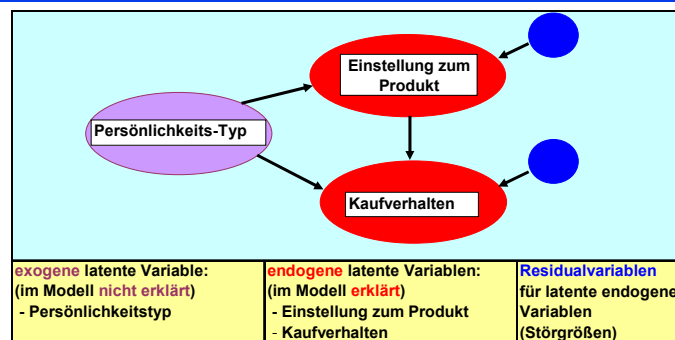 Einstellung zum
Produkt
Persönlichkeits-Typ
Kaufverhalten
exogene latente Variable:
(im Modell nicht erklärt)
- Persönlichkeitstyp
endogene latente Variablen:
(im Modell erklärt)
- Einstellung zum Produkt
- Kaufverhalten
Residualvariablen
für latente endogene
Variablen
(Störgrößen)